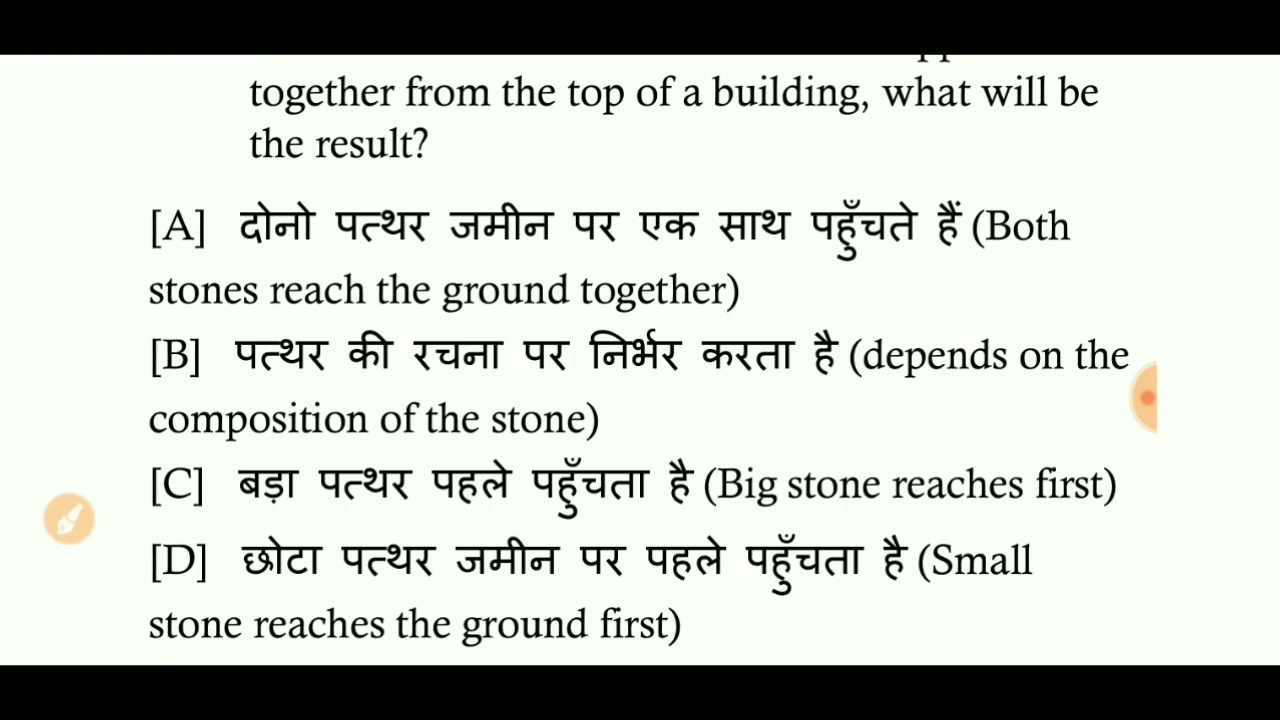 together from the top of a building, what will be
the result?
[A] दोनो पत्थर जमीन पर एक साथ पहुँचते हैं (Both
stones reach the ground together)
[B] पत्थर की रचना पर निर्भर करता है (depends on the
composition of the stone)
[C] बड़ा पत्थर पहले पहुँचता है (Big stone reaches first)
[D] छोटा पत्थर जमीन पर पहले पहुँचता है (Small
stone reaches the ground first)